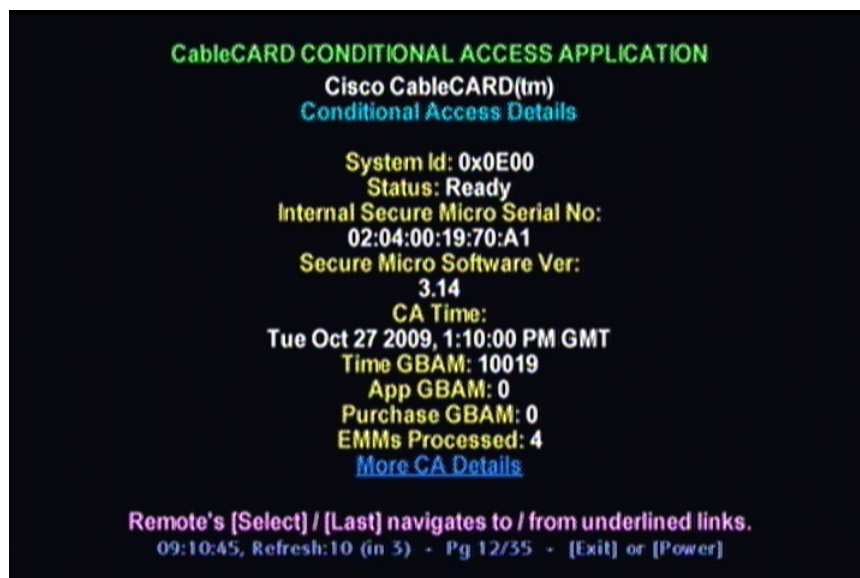 CableCARD CONDITIONAL ACCESS APPLICATION
Cisco CableCARD(tm)
Conditional Access Details
System Id: 0x0E00
Status: Ready
Internal Secure Micro Serial No:
02:04:00:19:70:A1
Secure Micro Software Ver:
3.14
CA Time:
Tue Oct 27 2009, 1:10:00 PM GMT
Time GBAM: 10019
App GBAM: 0
Purchase GBAM: 0
EMMs Processed: 4
More CA Details
Remote's [Select] / [Last] navigates to / from underlined links.
09:10:45, Refresh:10 (in 3) - Pg 12/35 - [Exit] or [Power]